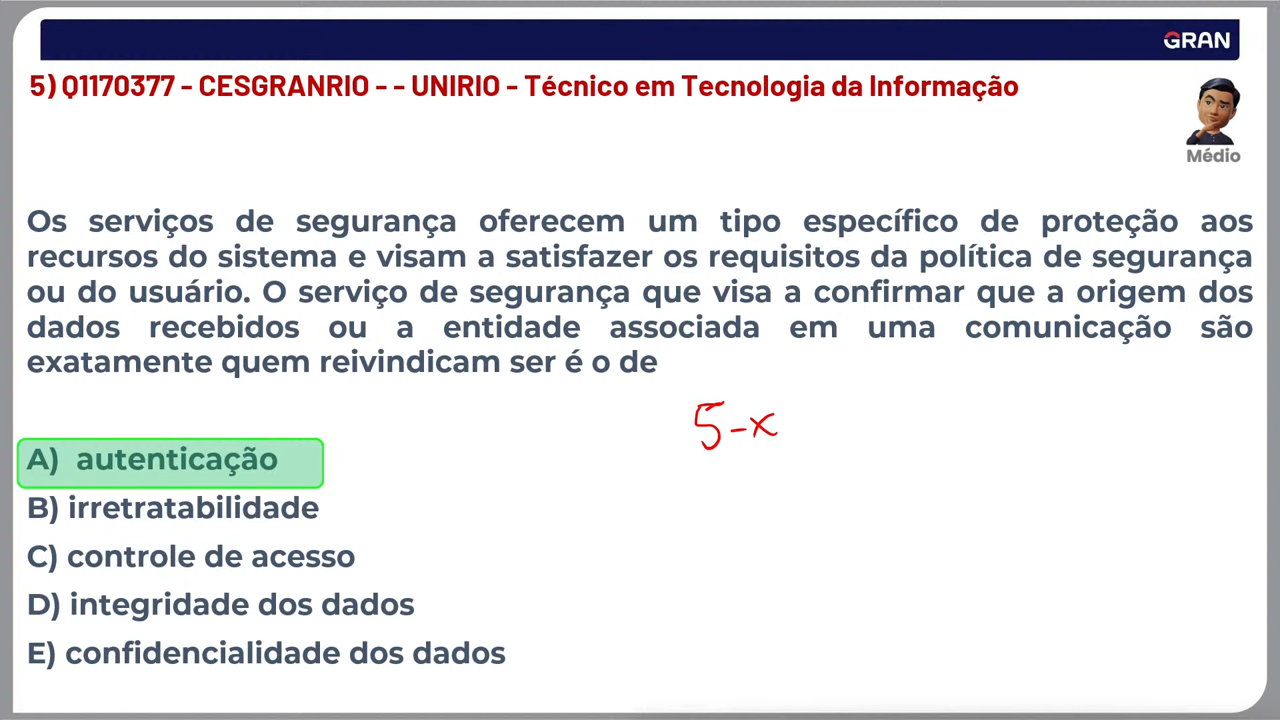 GRAN
5) Q1170377 - CESGRANRIO - - UNIRIO - Técnico em Tecnologia da Informação
Médio
Os serviços de segurança oferecem um tipo específico de proteção aos
recursos do sistema e visam a satisfazer os requisitos da política de segurança
ou do usuário. O serviço de segurança que visa a confirmar que a origem dos
dados recebidos ou a entidade associada em uma comunicação são
exatamente quem reivindicam ser é o de
5-x
A) autenticação
B) irretratabilidade
C) controle de acesso
D) integridade dos dados
E) confidencialidade dos dados